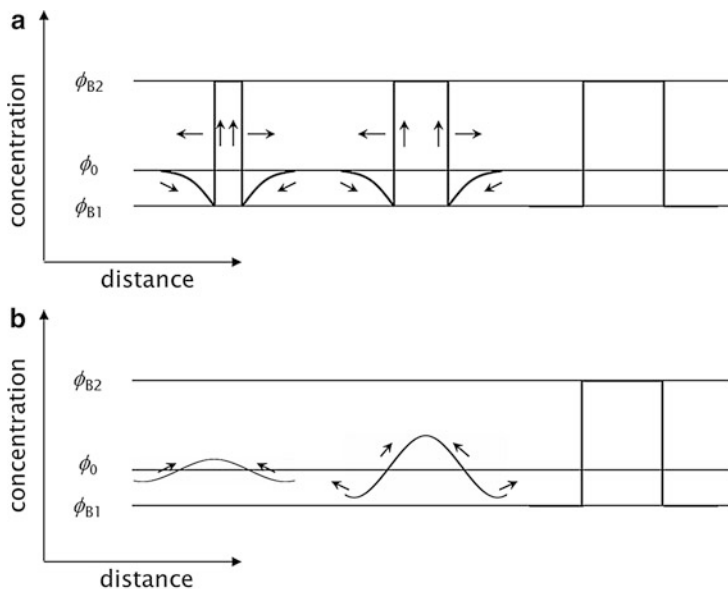 a
concentration
ϕB2
ϕ0
ϕB1
distance
b
concentration
ϕB2
ϕ0
ϕB1
distance